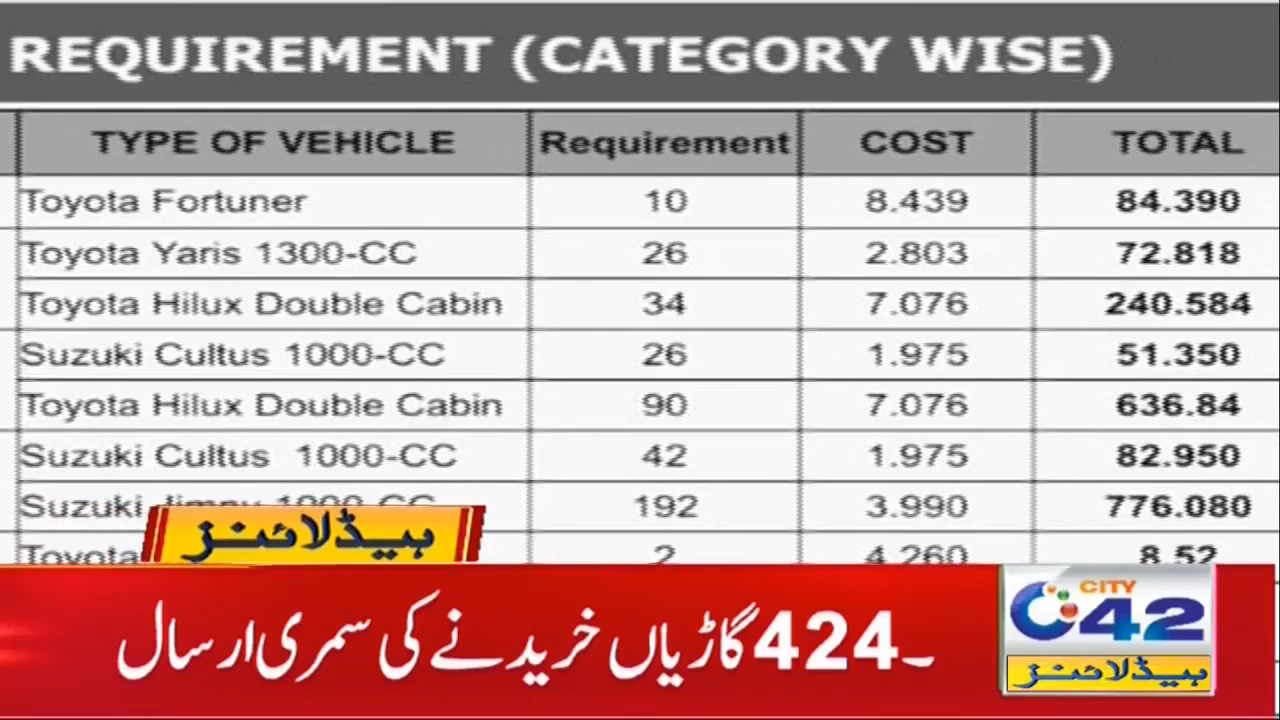 REQUIREMENT (CATEGORY WISE)
TYPE OF VEHICLE Requirement COST TOTAL
Toyota Fortuner 10 8.439 84.390
Toyota Yaris 1300-CC 26 2.803 72.818
Toyota Hilux Double Cabin 34 7.076 240.584
Suzuki Cultus 1000-CC 26 1.975 51.350
Toyota Hilux Double Cabin 90 7.076 636.84
Suzuki Cultus 1000-CC 42 1.975 82.950
Suzuki 192 3.990 776.080
Toyota 2 4.260 8.52
ہیڈلائنز
۔424 گاڑیاں خریدنے کی سمری ارسال
CITY
42
ہیڈلائنز